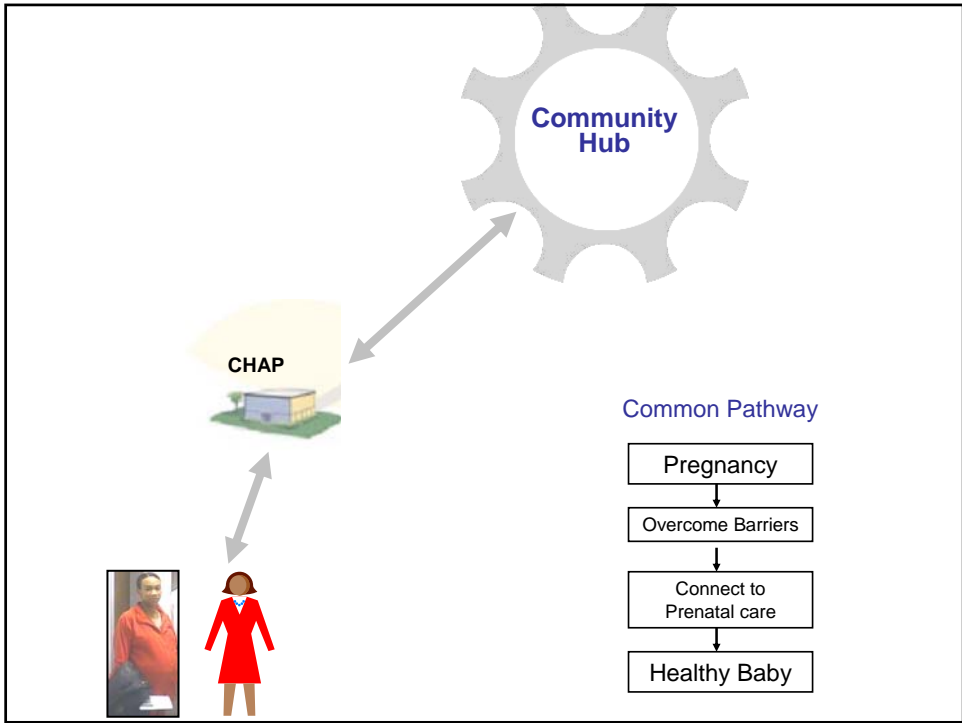 Community
Hub
CHAP
Common Pathway
Pregnancy
Overcome Barriers
Connect to
Prenatal care
Healthy Baby